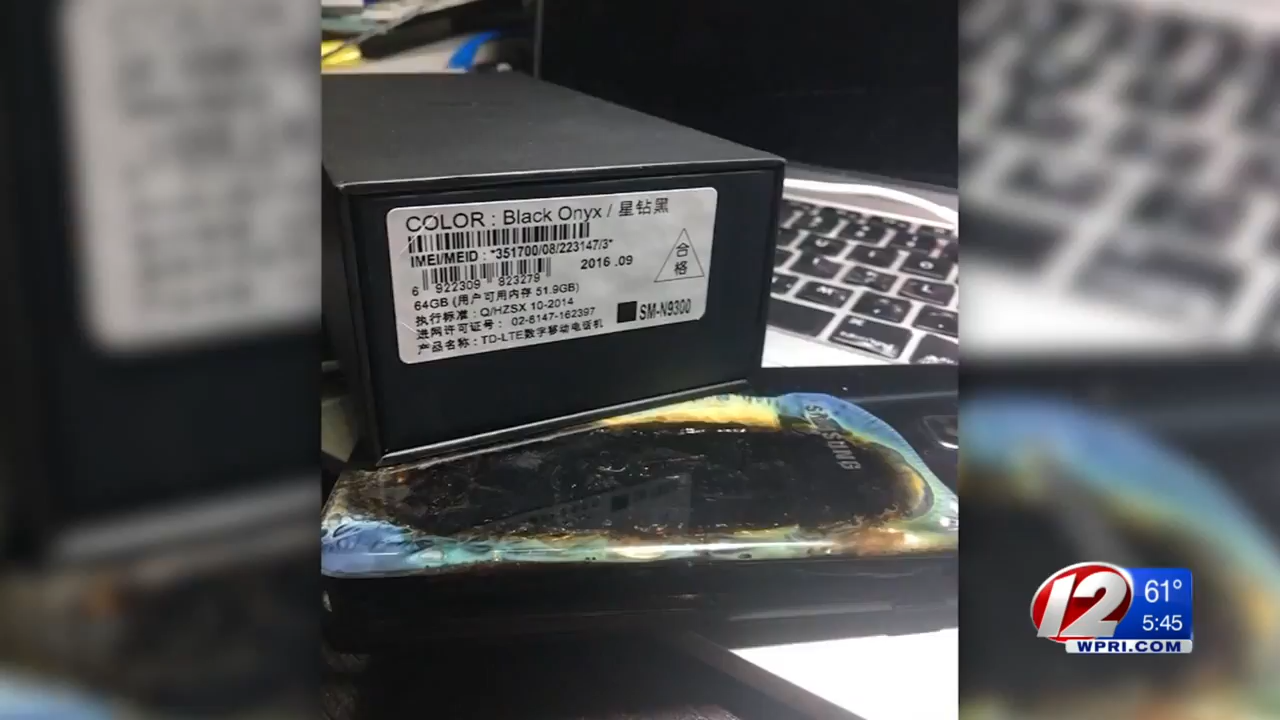 COLOR : Black Onyx / 星钻黑
IMEI/MEID : "351700/08/223147/3"
2016 .09
合格
6 922309 823279
64GB (用户可用内存 51.9GB)
执行标准 : Q/HZSX 10-2014
进网许可证号 : 02-8147-162397
产品名称 : TD-LTE数字移动电话机
SM-N9300
SAMSUNG
12
61°
5:45
WPRI.COM